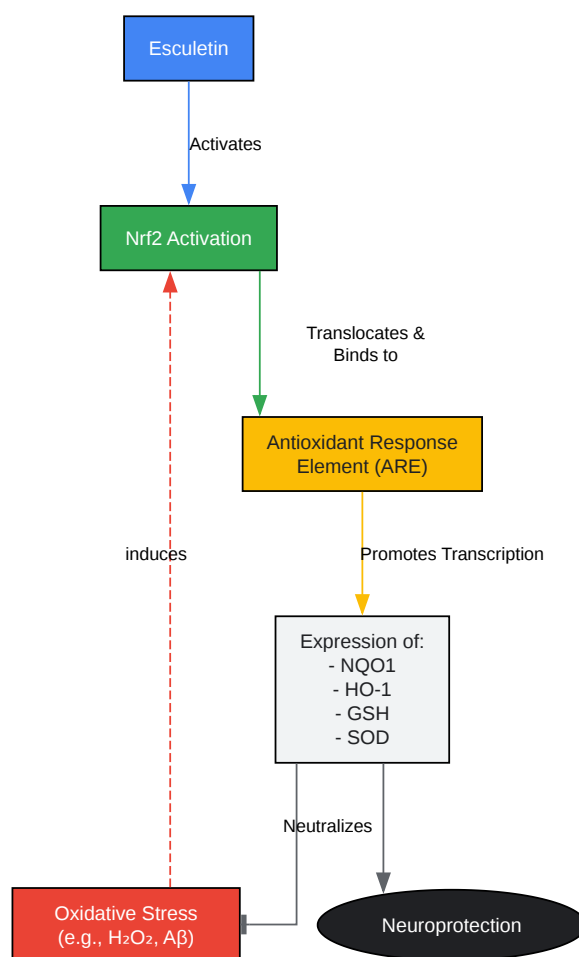 Esculetin
Activates
Nrf2 Activation
Translocates &
Binds to
Antioxidant Response
Element (ARE)
induces
Promotes Transcription
Expression of:
- NQO1
- HO-1
- GSH
- SOD
Neutralizes
Oxidative Stress
(e.g., H₂O₂, Aβ)
Neuroprotection